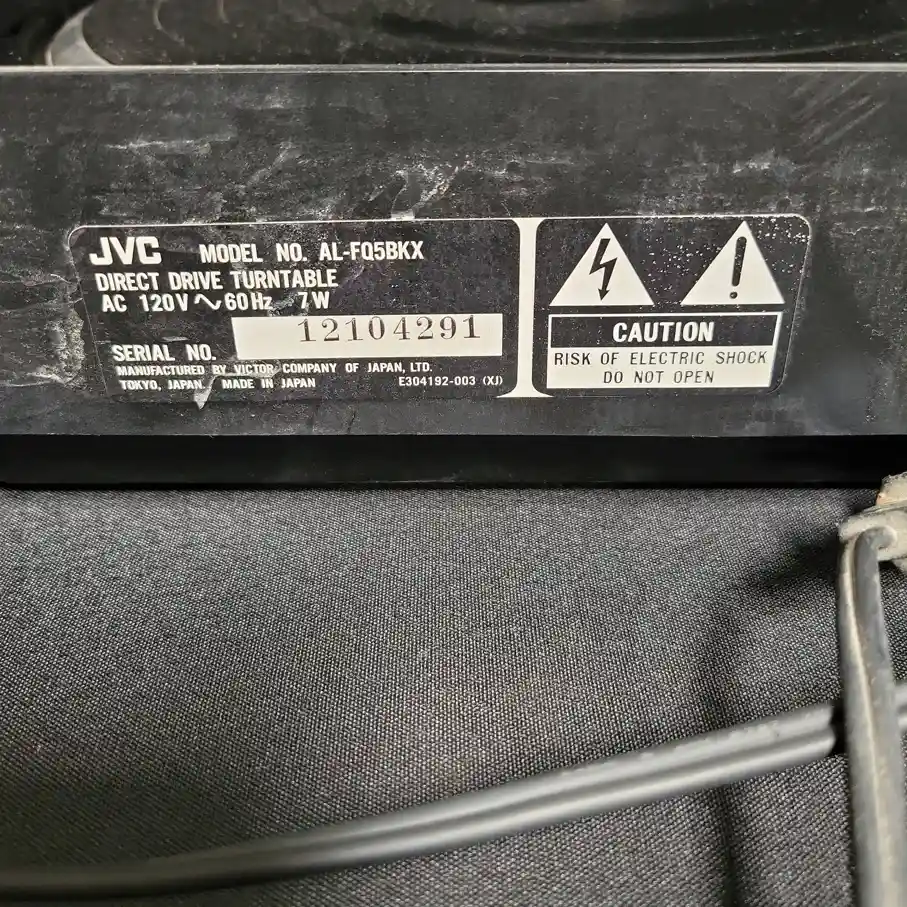 JVC MODEL NO. AL-FQ5BKX
DIRECT DRIVE TURNTABLE
AC 120V ~ 60Hz 7W
12104291
SERIAL NO.
MANUFACTURED BY VICTOR COMPANY OF JAPAN, LTD.
TOKYO, JAPAN. MADE IN JAPAN E304192-003 (XJ)
CAUTION
RISK OF ELECTRIC SHOCK
DO NOT OPEN